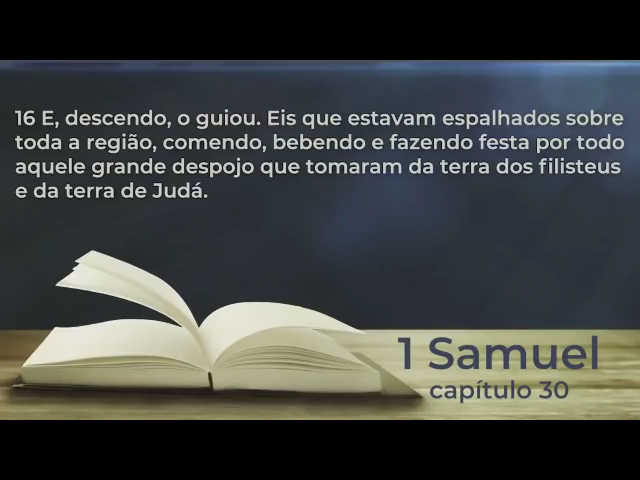 16 E, descendo, o guiou. Eis que estavam espalhados sobre
toda a região, comendo, bebendo e fazendo festa por todo
aquele grande despojo que tomaram da terra dos filisteus
e da terra de Judá.
1 Samuel
capítulo 30